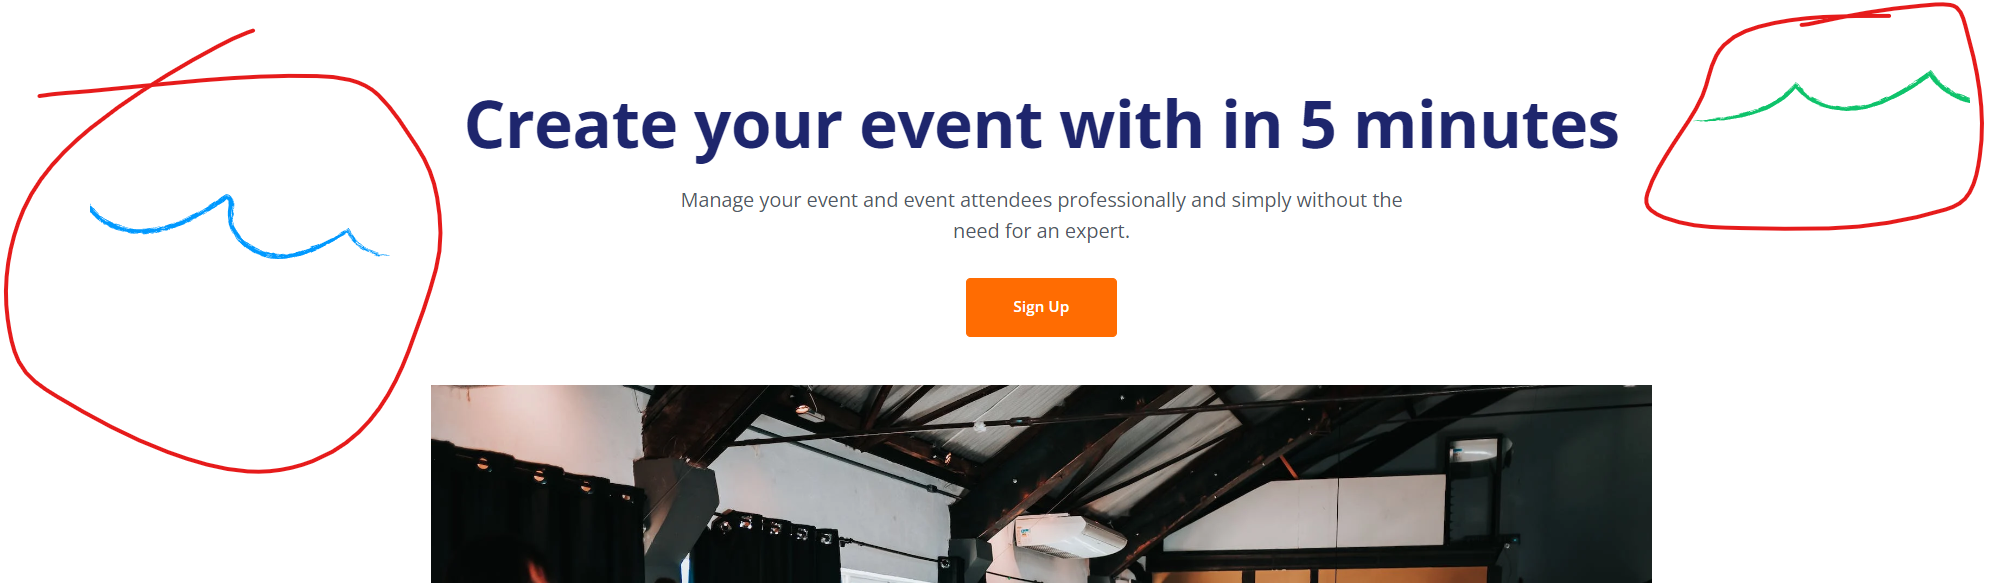 Create your event with in 5 minutes
Manage your event and event attendees professionally and simply without the
need for an expert.
Sign Up